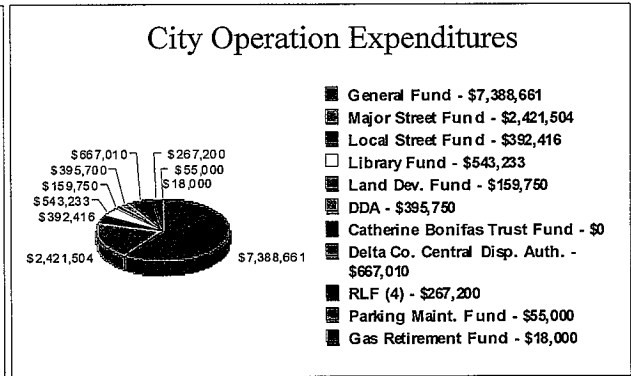 City Operation Expenditures
$667,010
$267,200
$395,700
$55,000
$159,750
$18,000
$543,233
$392,416
$2,421,504
$7,388,661
General Fund - $7,388,661
Major Street Fund - $2,421,504
Local Street Fund - $392,416
Library Fund - $543,233
Land Dev. Fund - $159,750
DDA - $395,750
Catherine Bonifas Trust Fund - $0
Delta Co. Central Disp. Auth. -
$667,010
RLF (4) - $267,200
Parking Maint. Fund - $55,000
Gas Retirement Fund - $18,000